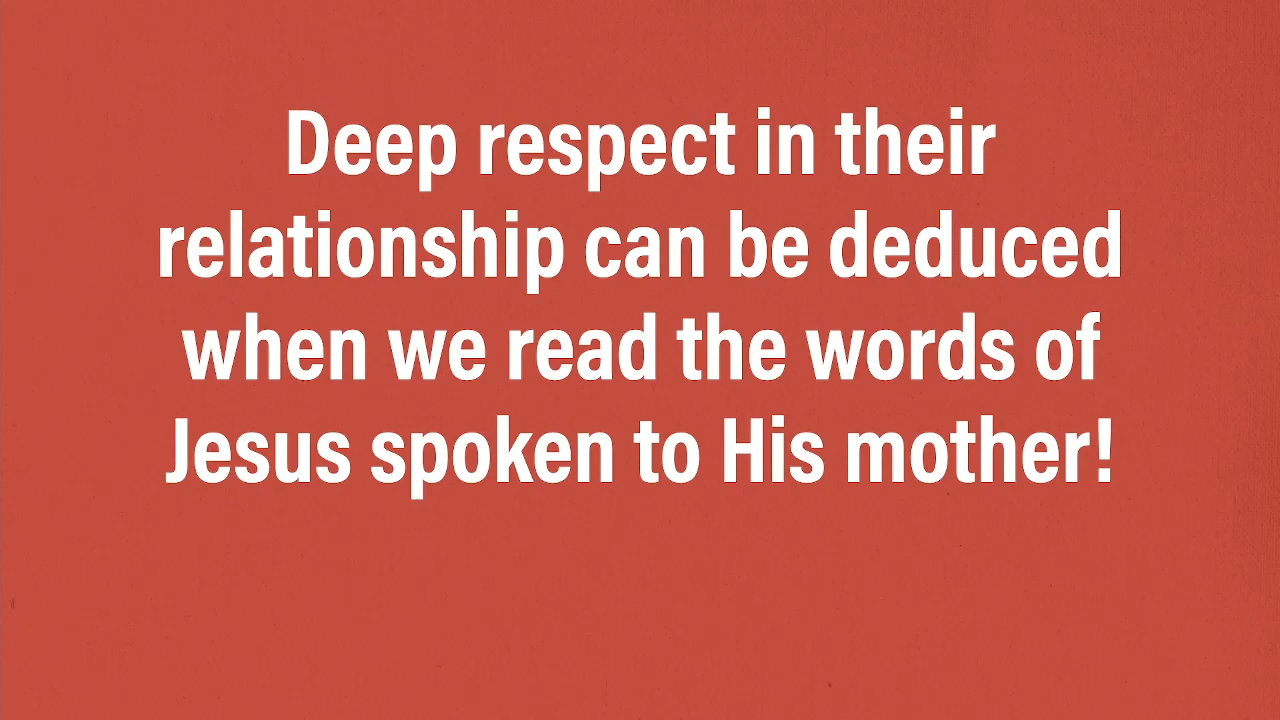 Deep respect in their
relationship can be deduced
when we read the words of
Jesus spoken to His mother!